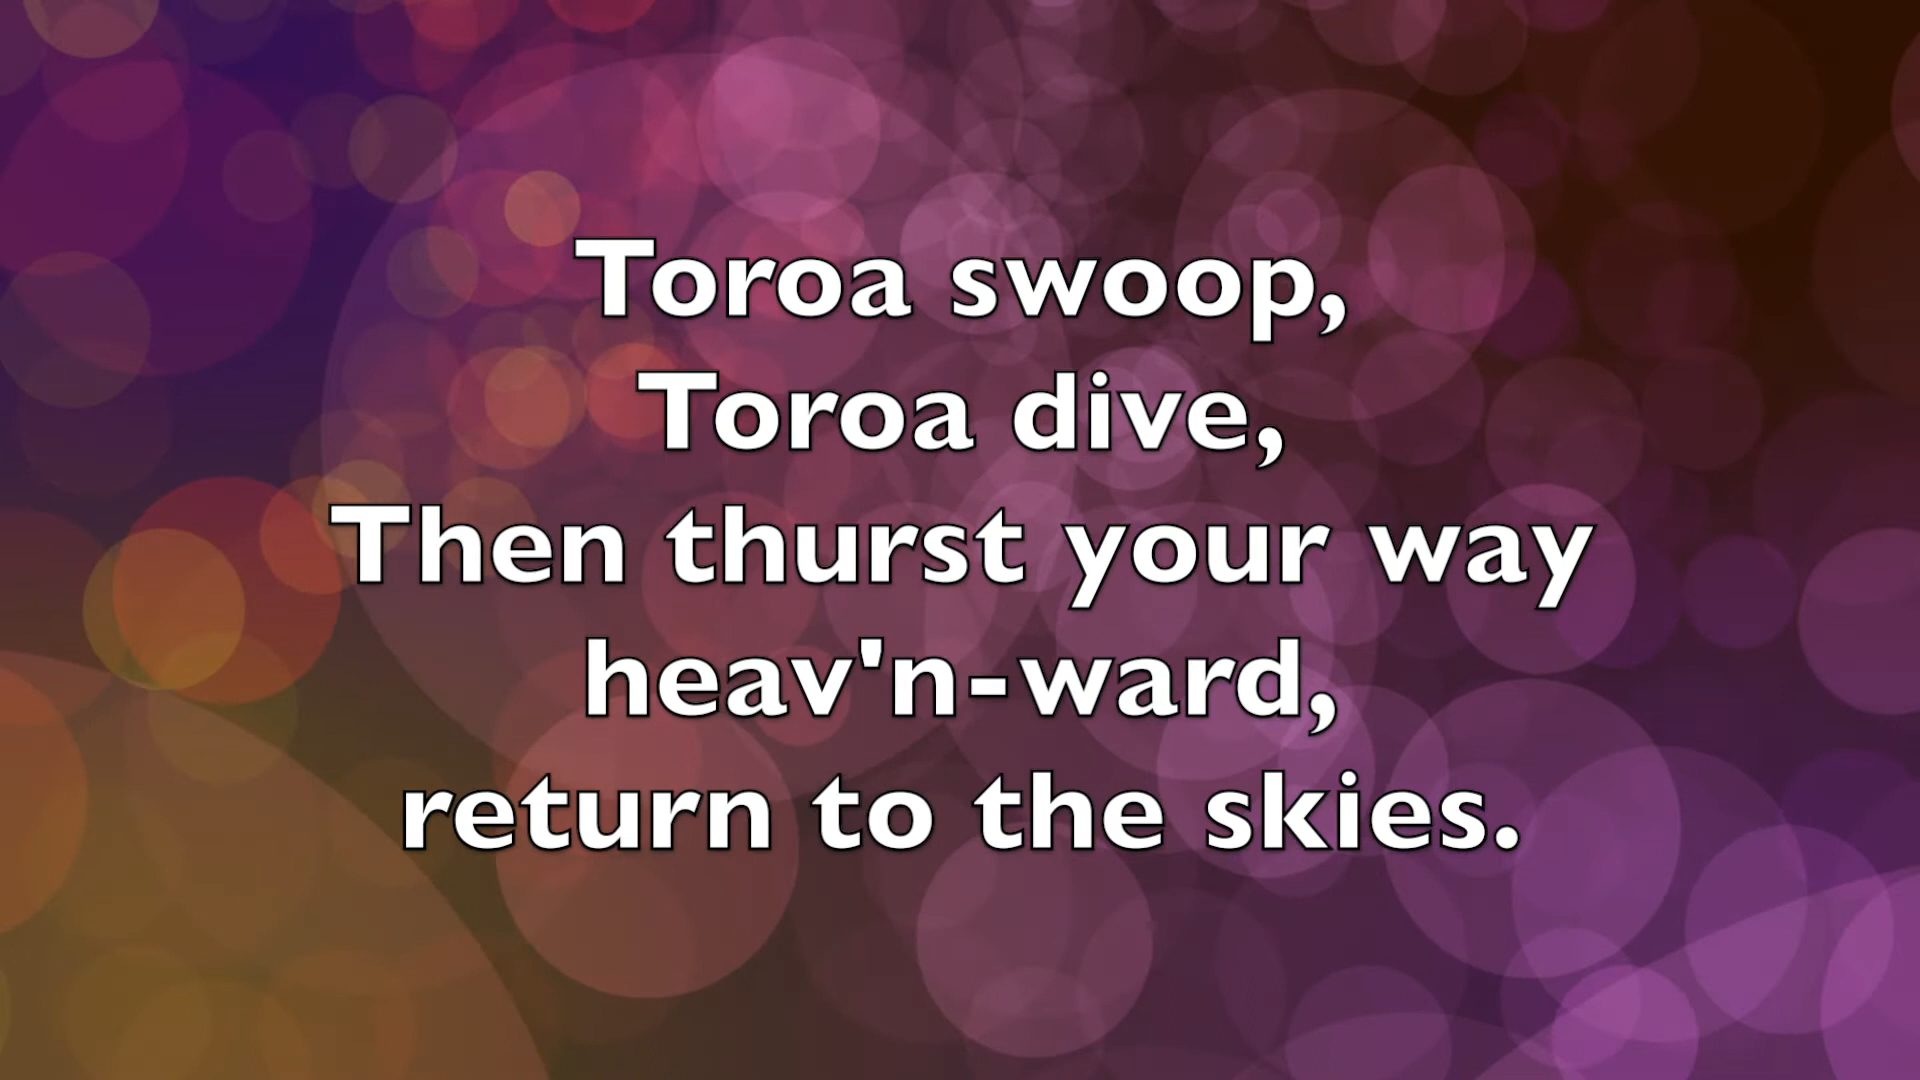 Toroa swoop,
Toroa dive,
Then thurst your way
heav'n-ward,
return to the skies.